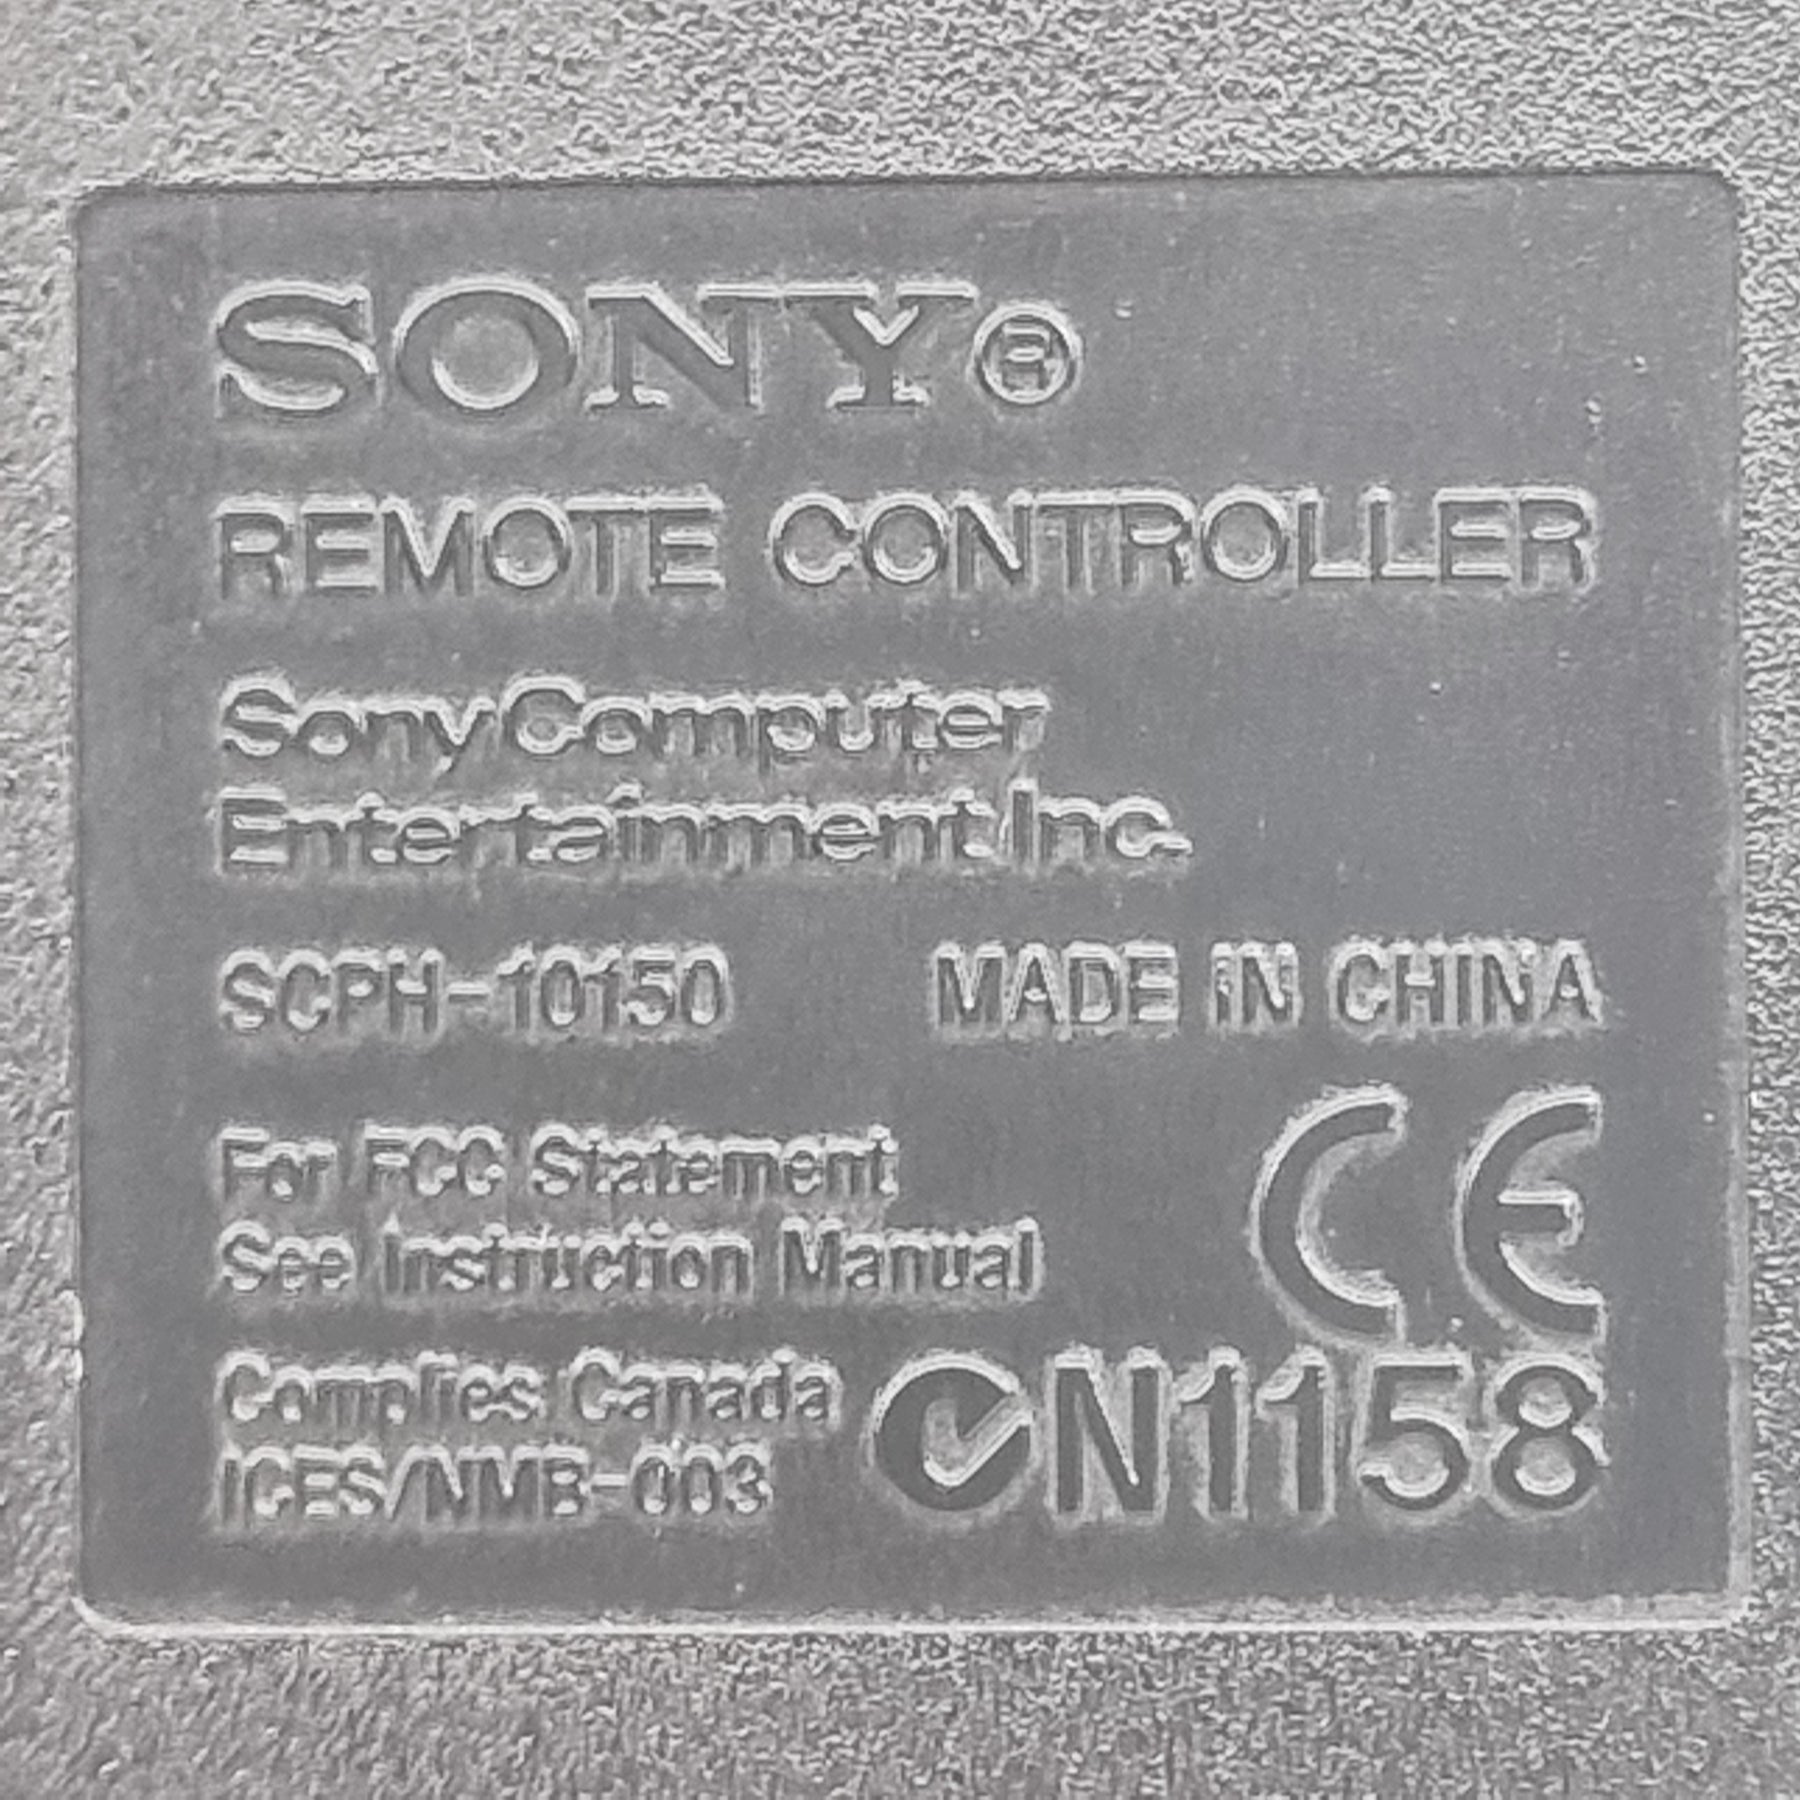 SONY®
REMOTE CONTROLLER
Sony Computer
Entertainment Inc.
SCPH-10150 MADE IN CHINA
For FCC Statement
See Instruction Manual
CE
Complies Canada
ICES/NMB-003
N1158